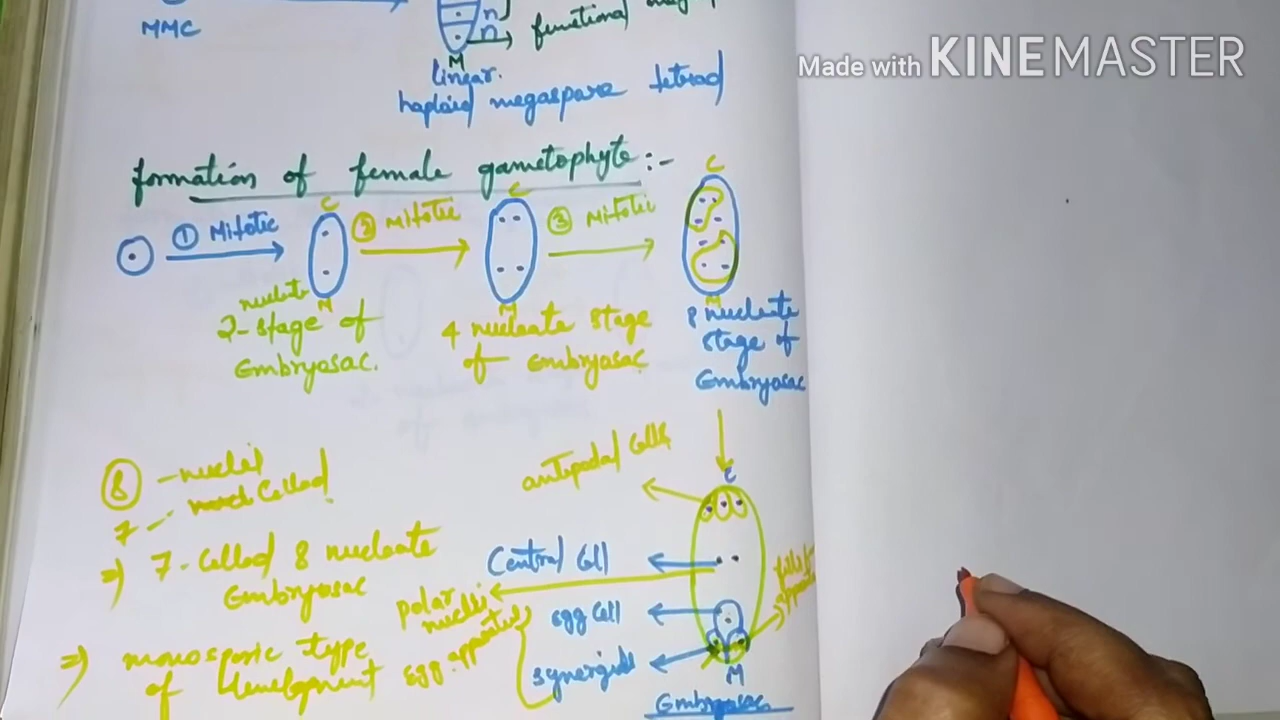 Made with KINEMASTER
MMC
n
n
functional
M
linear.
haploid megaspore tetrad
formation of female gametophyte:-
① Mitotic
C
② Mitotic
C
③ Mitotic
C
M
M
M
nucleate
2-stage of
Embryosac.
4 nucleate stage
of embryosac
8 nucleate
stage of
Embryosac
8 - nuclei
7 -
Celled
⇒ 7-Celled 8 nucleate
Embryosac
⇒ monosporic type
of development
C
antipodal cells
Central Cell
polar
nuclei
egg cell
egg apparatus
synergids
M
Embryosac